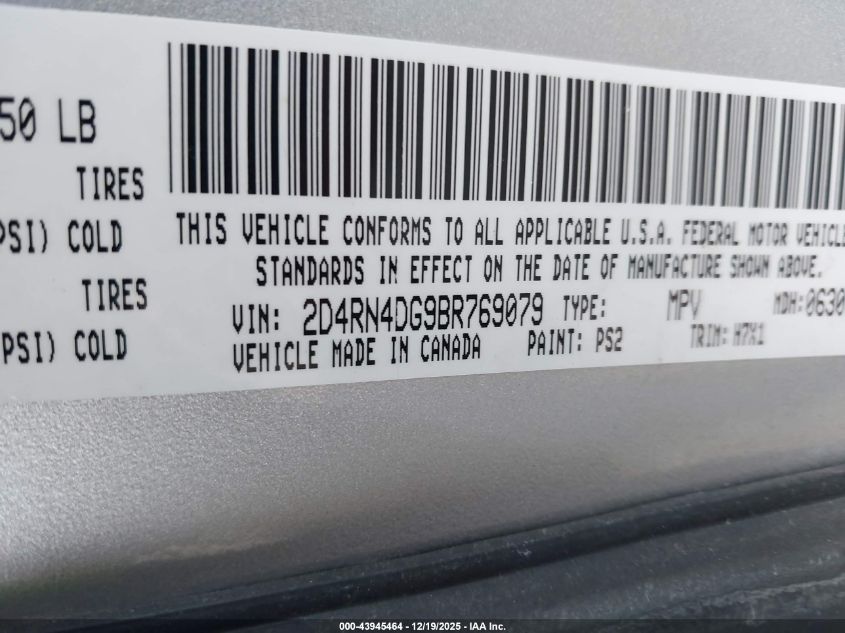 50 LB
TIRES
PSI) COLD
TIRES
PSI) COLD
THIS VEHICLE CONFORMS TO ALL APPLICABLE U.S.A. FEDERAL MOTOR VEHICLE
STANDARDS IN EFFECT ON THE DATE OF MANUFACTURE SHOWN ABOVE.
VIN: 2D4RN4DG9BR769079 TYPE: MPV MDH: 0630
VEHICLE MADE IN CANADA PAINT: PS2 TRIM: H7X1
000-43945464 - 12/19/2025 - IAA Inc.